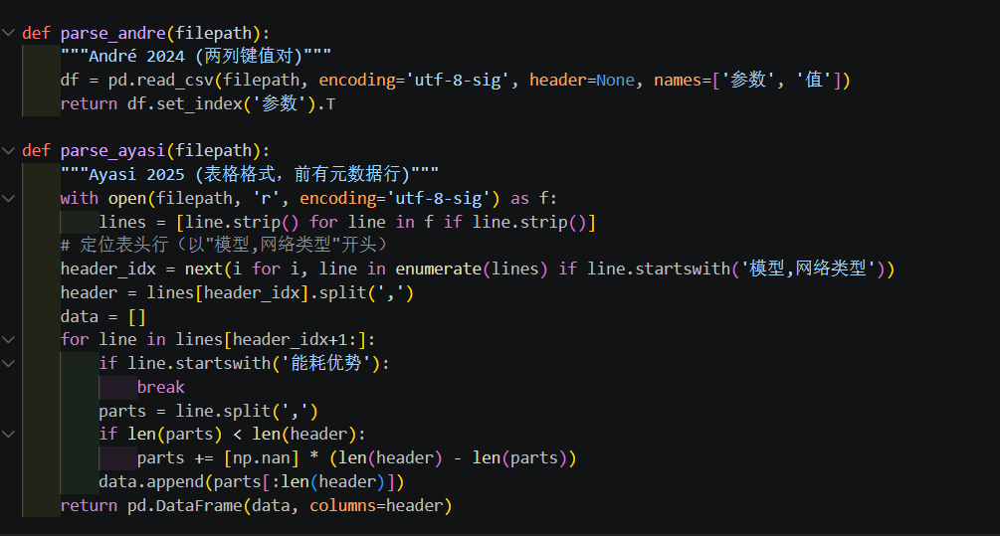 def parse_andre(filepath):
    """André 2024 (两列键值对)"""
    df = pd.read_csv(filepath, encoding='utf-8-sig', header=None, names=['参数', '值'])
    return df.set_index('参数').T

def parse_ayasi(filepath):
    """Ayasi 2025 (表格格式，前有元数据行)"""
    with open(filepath, 'r', encoding='utf-8-sig') as f:
        lines = [line.strip() for line in f if line.strip()]
    # 定位表头行（以"模型,网络类型"开头）
    header_idx = next(i for i, line in enumerate(lines) if line.startswith('模型,网络类型'))
    header = lines[header_idx].split(',')
    data = []
    for line in lines[header_idx+1:]:
        if line.startswith('能耗优势'):
            break
        parts = line.split(',')
        if len(parts) < len(header):
            parts += [np.nan] * (len(header) - len(parts))
        data.append(parts[:len(header)])
    return pd.DataFrame(data, columns=header)